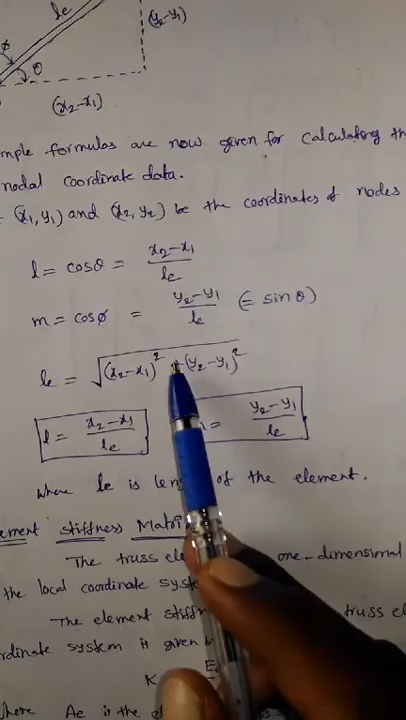 le
(y₂-y₁)
φ
θ
(x₂-x₁)
mple formulas are now given for calculating th
nodal coordinate data.
(x₁,y₁) and (x₂,y₂) be the coordinates of nodes
l = cosθ = x₂-x₁ / le
m = cosφ = y₂-y₁ / le (= sinθ)
le = √(x₂-x₁)² + (y₂-y₁)²
l = x₂-x₁ / le = y₂-y₁ / le
where le is length of the element.
ement stiffness Matri
The truss ele one-dimensional
the local coordinate syst
The element stiffn truss el
rdinate system is given b
K E
here Ae is the el